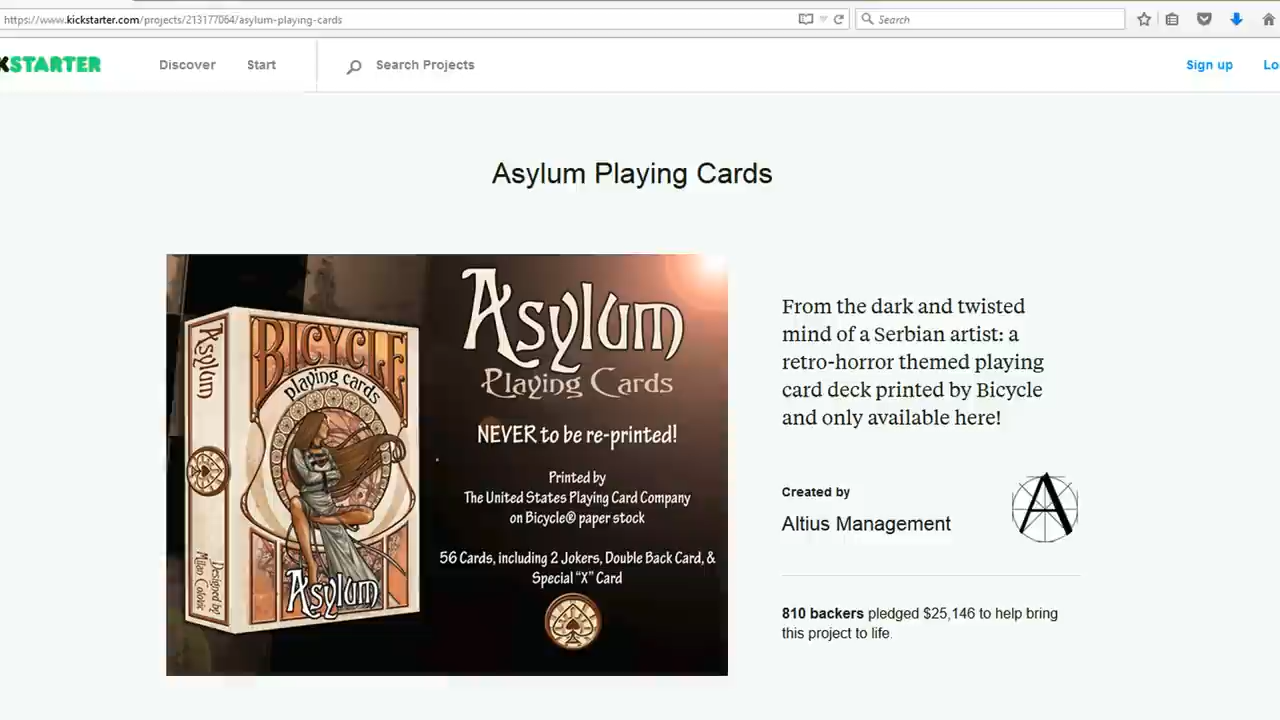 https://www.kickstarter.com/projects/213177064/asylum-playing-cards
Search
KSTARTER
Discover
Start
Search Projects
Sign up
Lo
Asylum Playing Cards
Asylum
BICYCLE
playing cards
Asylum
Designed by
Milan Colovic
Asylum
Playing Cards
NEVER to be re-printed!
Printed by
The United States Playing Card Company
on Bicycle® paper stock
56 Cards, including 2 Jokers, Double Back Card, &
Special “X” Card
From the dark and twisted
mind of a Serbian artist: a
retro-horror themed playing
card deck printed by Bicycle
and only available here!
Created by
Altius Management
A
810 backers pledged $25,146 to help bring
this project to life.